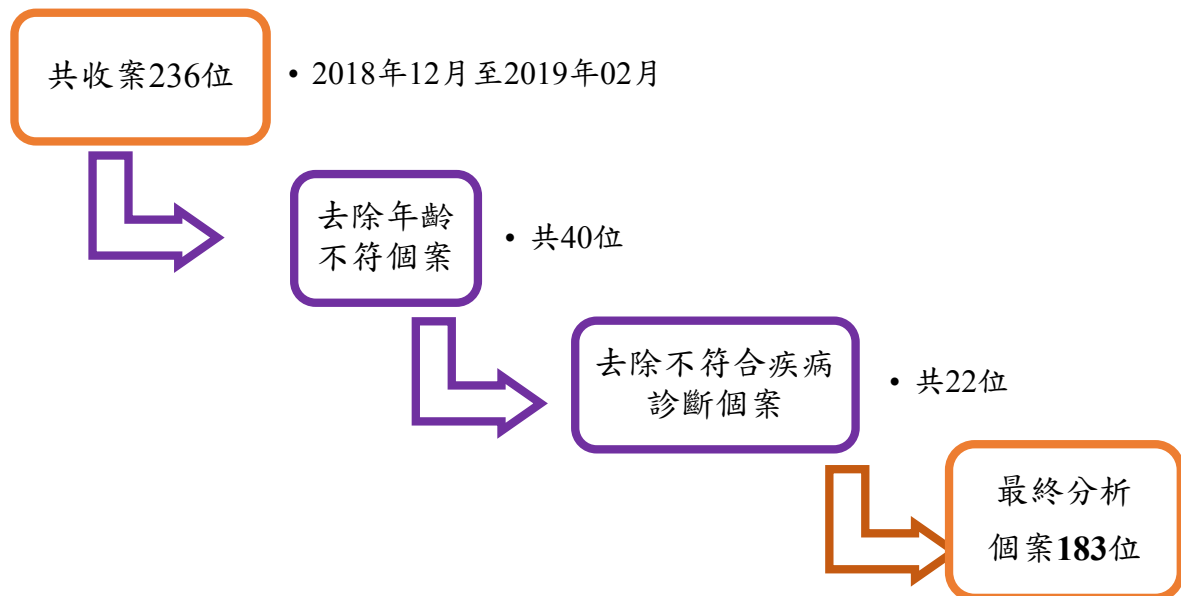 共收案236位
• 2018年12月至2019年02月
去除年齡
不符個案
• 共40位
去除不符合疾病
診斷個案
• 共22位
最終分析
個案183位